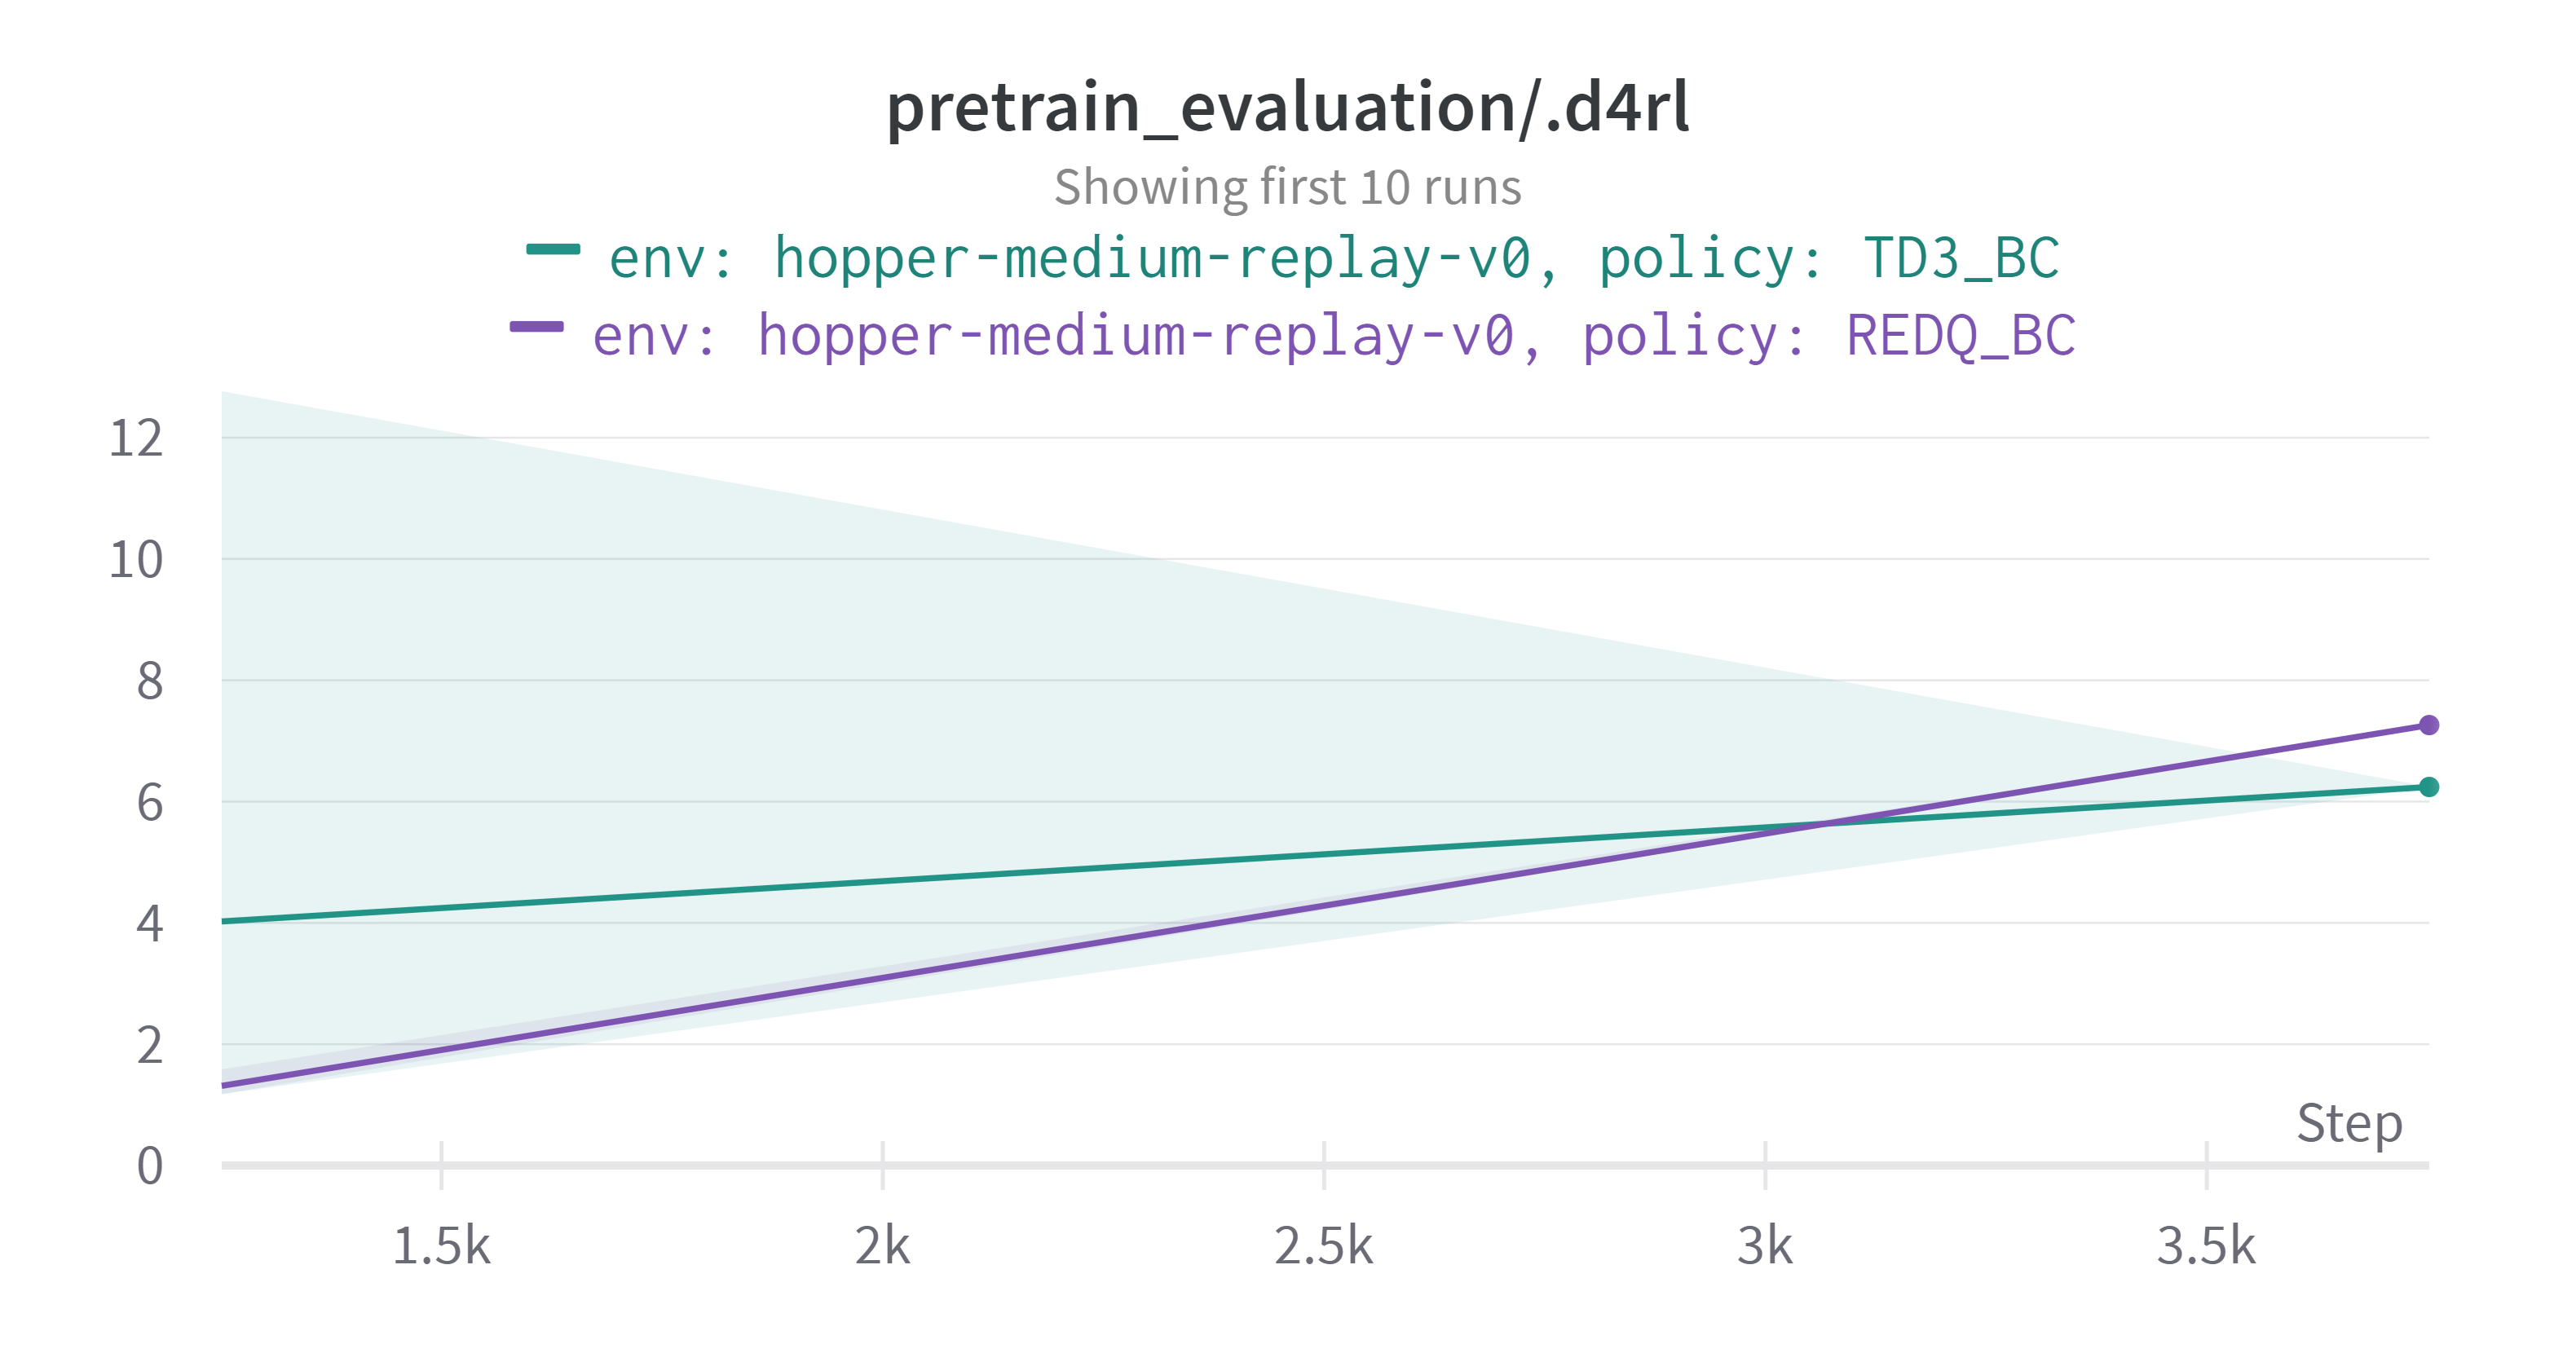 pretrain_evaluation/.d4rl
Showing first 10 runs
env: hopper-medium-replay-v0, policy: TD3_BC
env: hopper-medium-replay-v0, policy: REDQ_BC
12
10
8
6
4
2
0
Step
1.5k 2k 2.5k 3k 3.5k